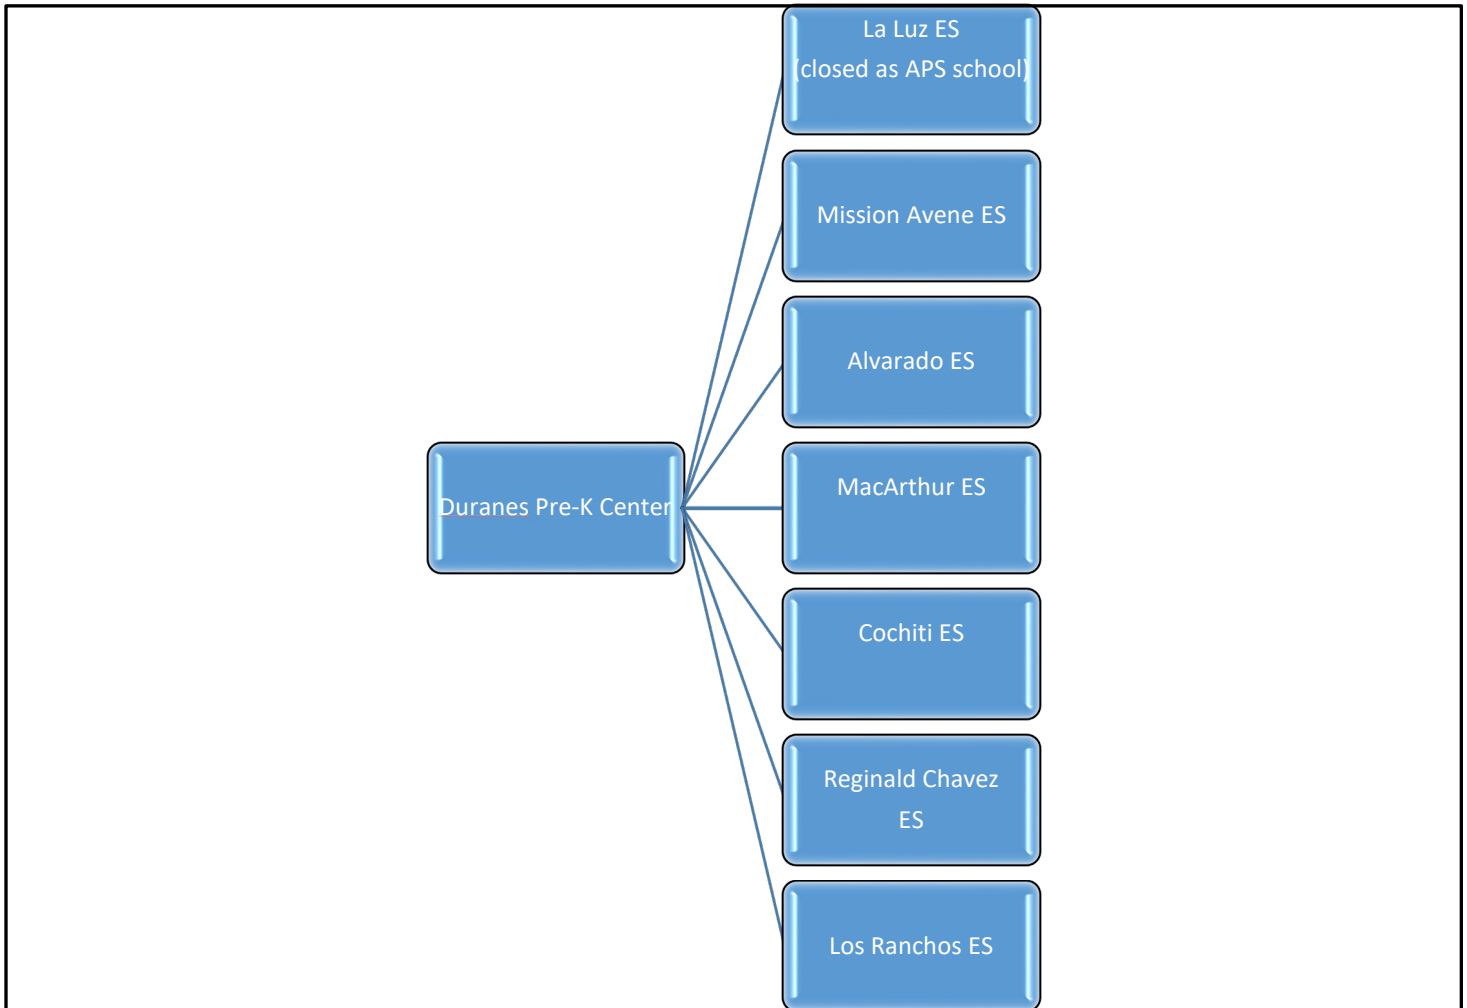 La Luz ES
(closed as APS school)
Mission Avene ES
Alvarado ES
MacArthur ES
Duranes Pre-K Center
Cochiti ES
Reginald Chavez
ES
Los Ranchos ES